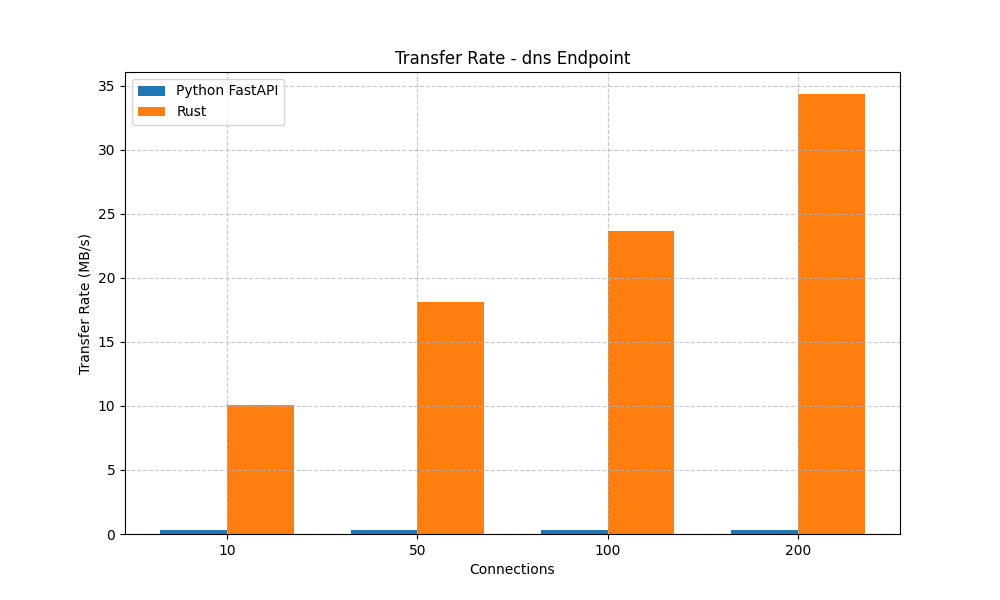 Transfer Rate - dns Endpoint
Python FastAPI
Rust
Transfer Rate (MB/s)
35
30
25
20
15
10
5
0
10
50
100
200
Connections